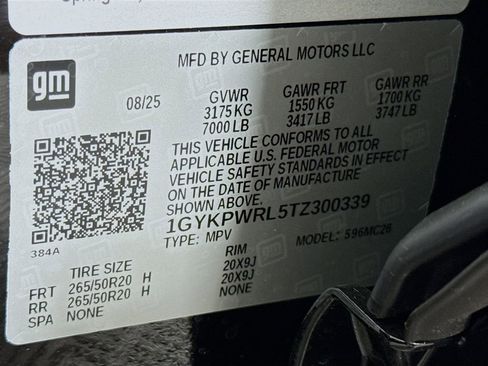 MFD BY GENERAL MOTORS LLC
gm
08/25 GVWR GAWR FRT GAWR RR
3175 KG 1550 KG 1700 KG
7000 LB 3417 LB 3747 LB
THIS VEHICLE CONFORMS TO ALL
APPLICABLE U.S. FEDERAL MOTOR
VEHICLE SAFETY STANDARDS IN EFFECT
ON THE DATE OF MANUFACTURE
SHOWN ABOVE.
1GYKPWRL5TZ300339
384A TYPE: MPV MODEL: 596MC26
TIRE SIZE RIM
FRT 265/50R20 H 20X9J
RR 265/50R20 H 20X9J
SPA NONE NONE